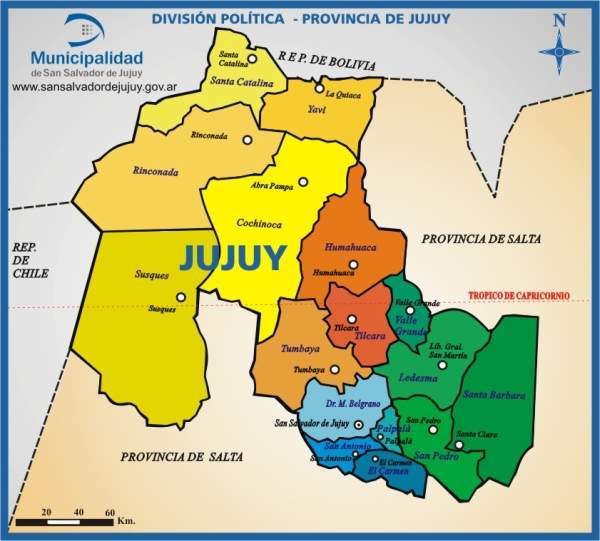 DIVISIÓN POLÍTICA - PROVINCIA DE JUJUY
N
Municipalidad
de San Salvador de Jujuy
www.sansalvadordejujuy.gov.ar
REP. DE BOLIVIA
Santa
Catalina
Santa Catalina
La Quiaca
Yavi
Rinconada
Rinconada
Abra Pampa
Cochinoca
REP.
DE
CHILE
JUJUY
Humahuaca
Humahuaca
PROVINCIA DE SALTA
Susques
Susques
TROPICO DE CAPRICORNIO
Valle Grande
Valle
Grande
Tilcara
Tilcara
Tumbaya
Tumbaya
Lib. Gral.
San Martin
Ledesma
Santa Barbara
Dr. M. Belgrano
San Salvador de Jujuy
Palpalá
Palpalá
San Pedro
Santa Clara
San Pedro
San Antonio
San Antonio
El Carmen
El Carmen
PROVINCIA DE SALTA
20 40 60
Km.